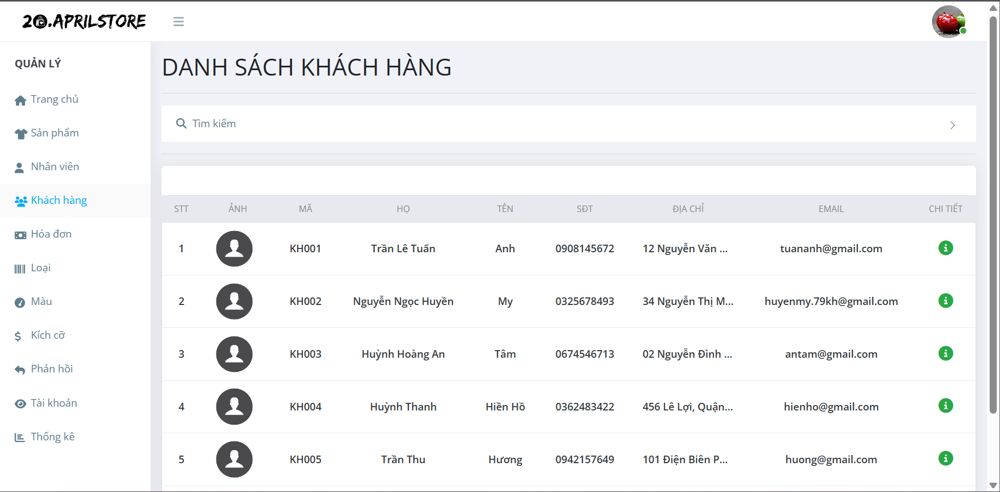 20.APRILSTORE
QUẢN LÝ
Trang chủ
Sản phẩm
Nhân viên
Khách hàng
Hóa đơn
Loại
Màu
Kích cỡ
Phản hồi
Tài khoản
Thống kê
DANH SÁCH KHÁCH HÀNG
Tìm kiếm
STT ẢNH MÃ HỌ TÊN SĐT ĐỊA CHỈ EMAIL CHI TIẾT
1 KH001 Trần Lê Tuấn Anh 0908145672 12 Nguyễn Văn ... tuananh@gmail.com
2 KH002 Nguyễn Ngọc Huyền My 0325678493 34 Nguyễn Thị M... huyenmy.79kh@gmail.com
3 KH003 Huỳnh Hoàng An Tâm 0674546713 02 Nguyễn Đình ... antam@gmail.com
4 KH004 Huỳnh Thanh Hiền Hồ 0362483422 456 Lê Lợi, Quận... hienho@gmail.com
5 KH005 Trần Thu Hương 0942157649 101 Điện Biên P... huong@gmail.com